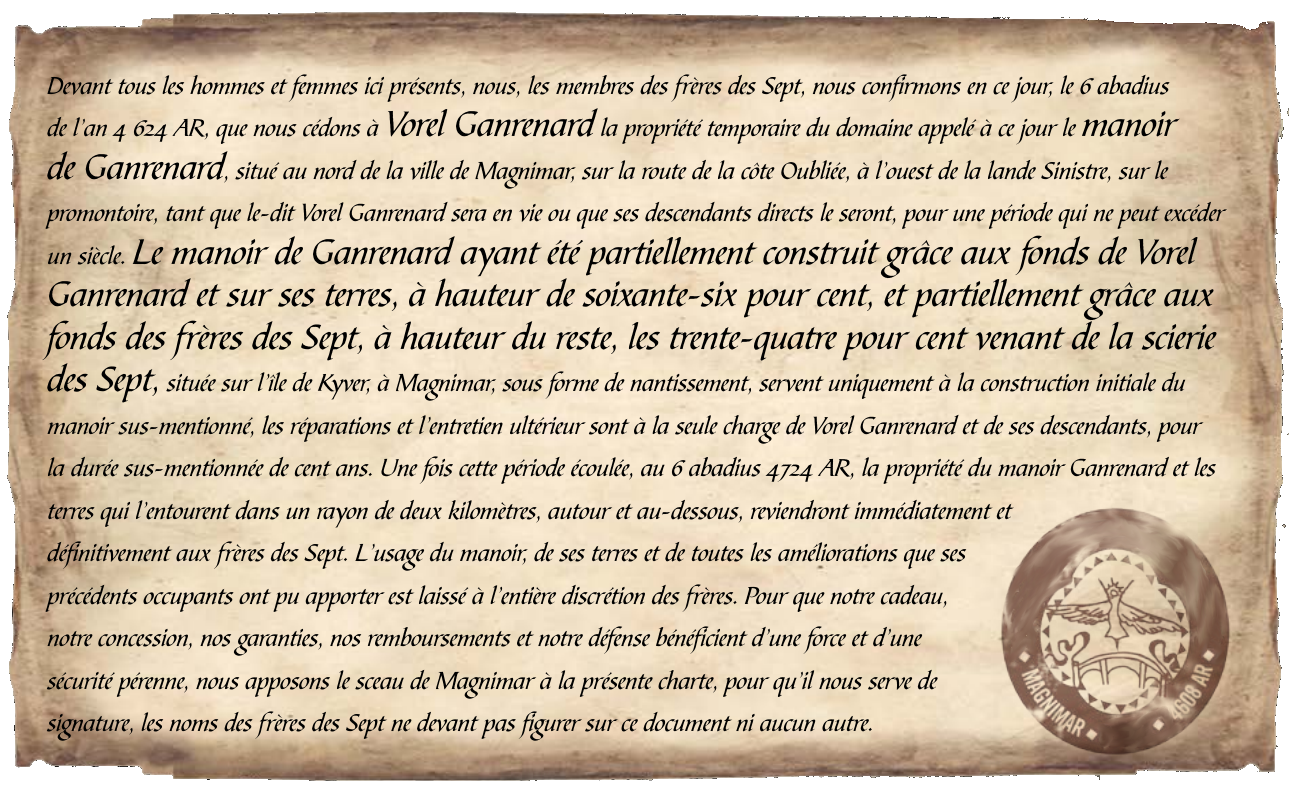 Devant tous les hommes et femmes ici présents, nous, les membres des frères des Sept, nous confirmons en ce jour, le 6 abadius
de l'an 4 624 AR, que nous cédons à Vorel Ganrenard la propriété temporaire du domaine appelé à ce jour le manoir
de Ganrenard, situé au nord de la ville de Magnimar, sur la route de la côte Oubliée, à l'ouest de la lande Sinistre, sur le
promontoire, tant que le-dit Vorel Ganrenard sera en vie ou que ses descendants directs le seront, pour une période qui ne peut excéder
un siècle. Le manoir de Ganrenard ayant été partiellement construit grâce aux fonds de Vorel
Ganrenard et sur ses terres, à hauteur de soixante-six pour cent, et partiellement grâce aux
fonds des frères des Sept, à hauteur du reste, les trente-quatre pour cent venant de la scierie
des Sept, située sur l'île de Kyver, à Magnimar, sous forme de nantissement, servent uniquement à la construction initiale du
manoir sus-mentionné, les réparations et l'entretien ultérieur sont à la seule charge de Vorel Ganrenard et de ses descendants, pour
la durée sus-mentionnée de cent ans. Une fois cette période écoulée, au 6 abadius 4724 AR, la propriété du manoir Ganrenard et les
terres qui l'entourent dans un rayon de deux kilomètres, autour et au-dessous, reviendront immédiatement et
définitivement aux frères des Sept. L'usage du manoir, de ses terres et de toutes les améliorations que ses
précédents occupants ont pu apporter est laissé à l'entière discrétion des frères. Pour que notre cadeau,
notre concession, nos garanties, nos remboursements et notre défense bénéficient d'une force et d'une
sécurité pérenne, nous apposons le sceau de Magnimar à la présente charte, pour qu'il nous serve de
signature, les noms des frères des Sept ne devant pas figurer sur ce document ni aucun autre.
MAGNIMAR
4608 AR